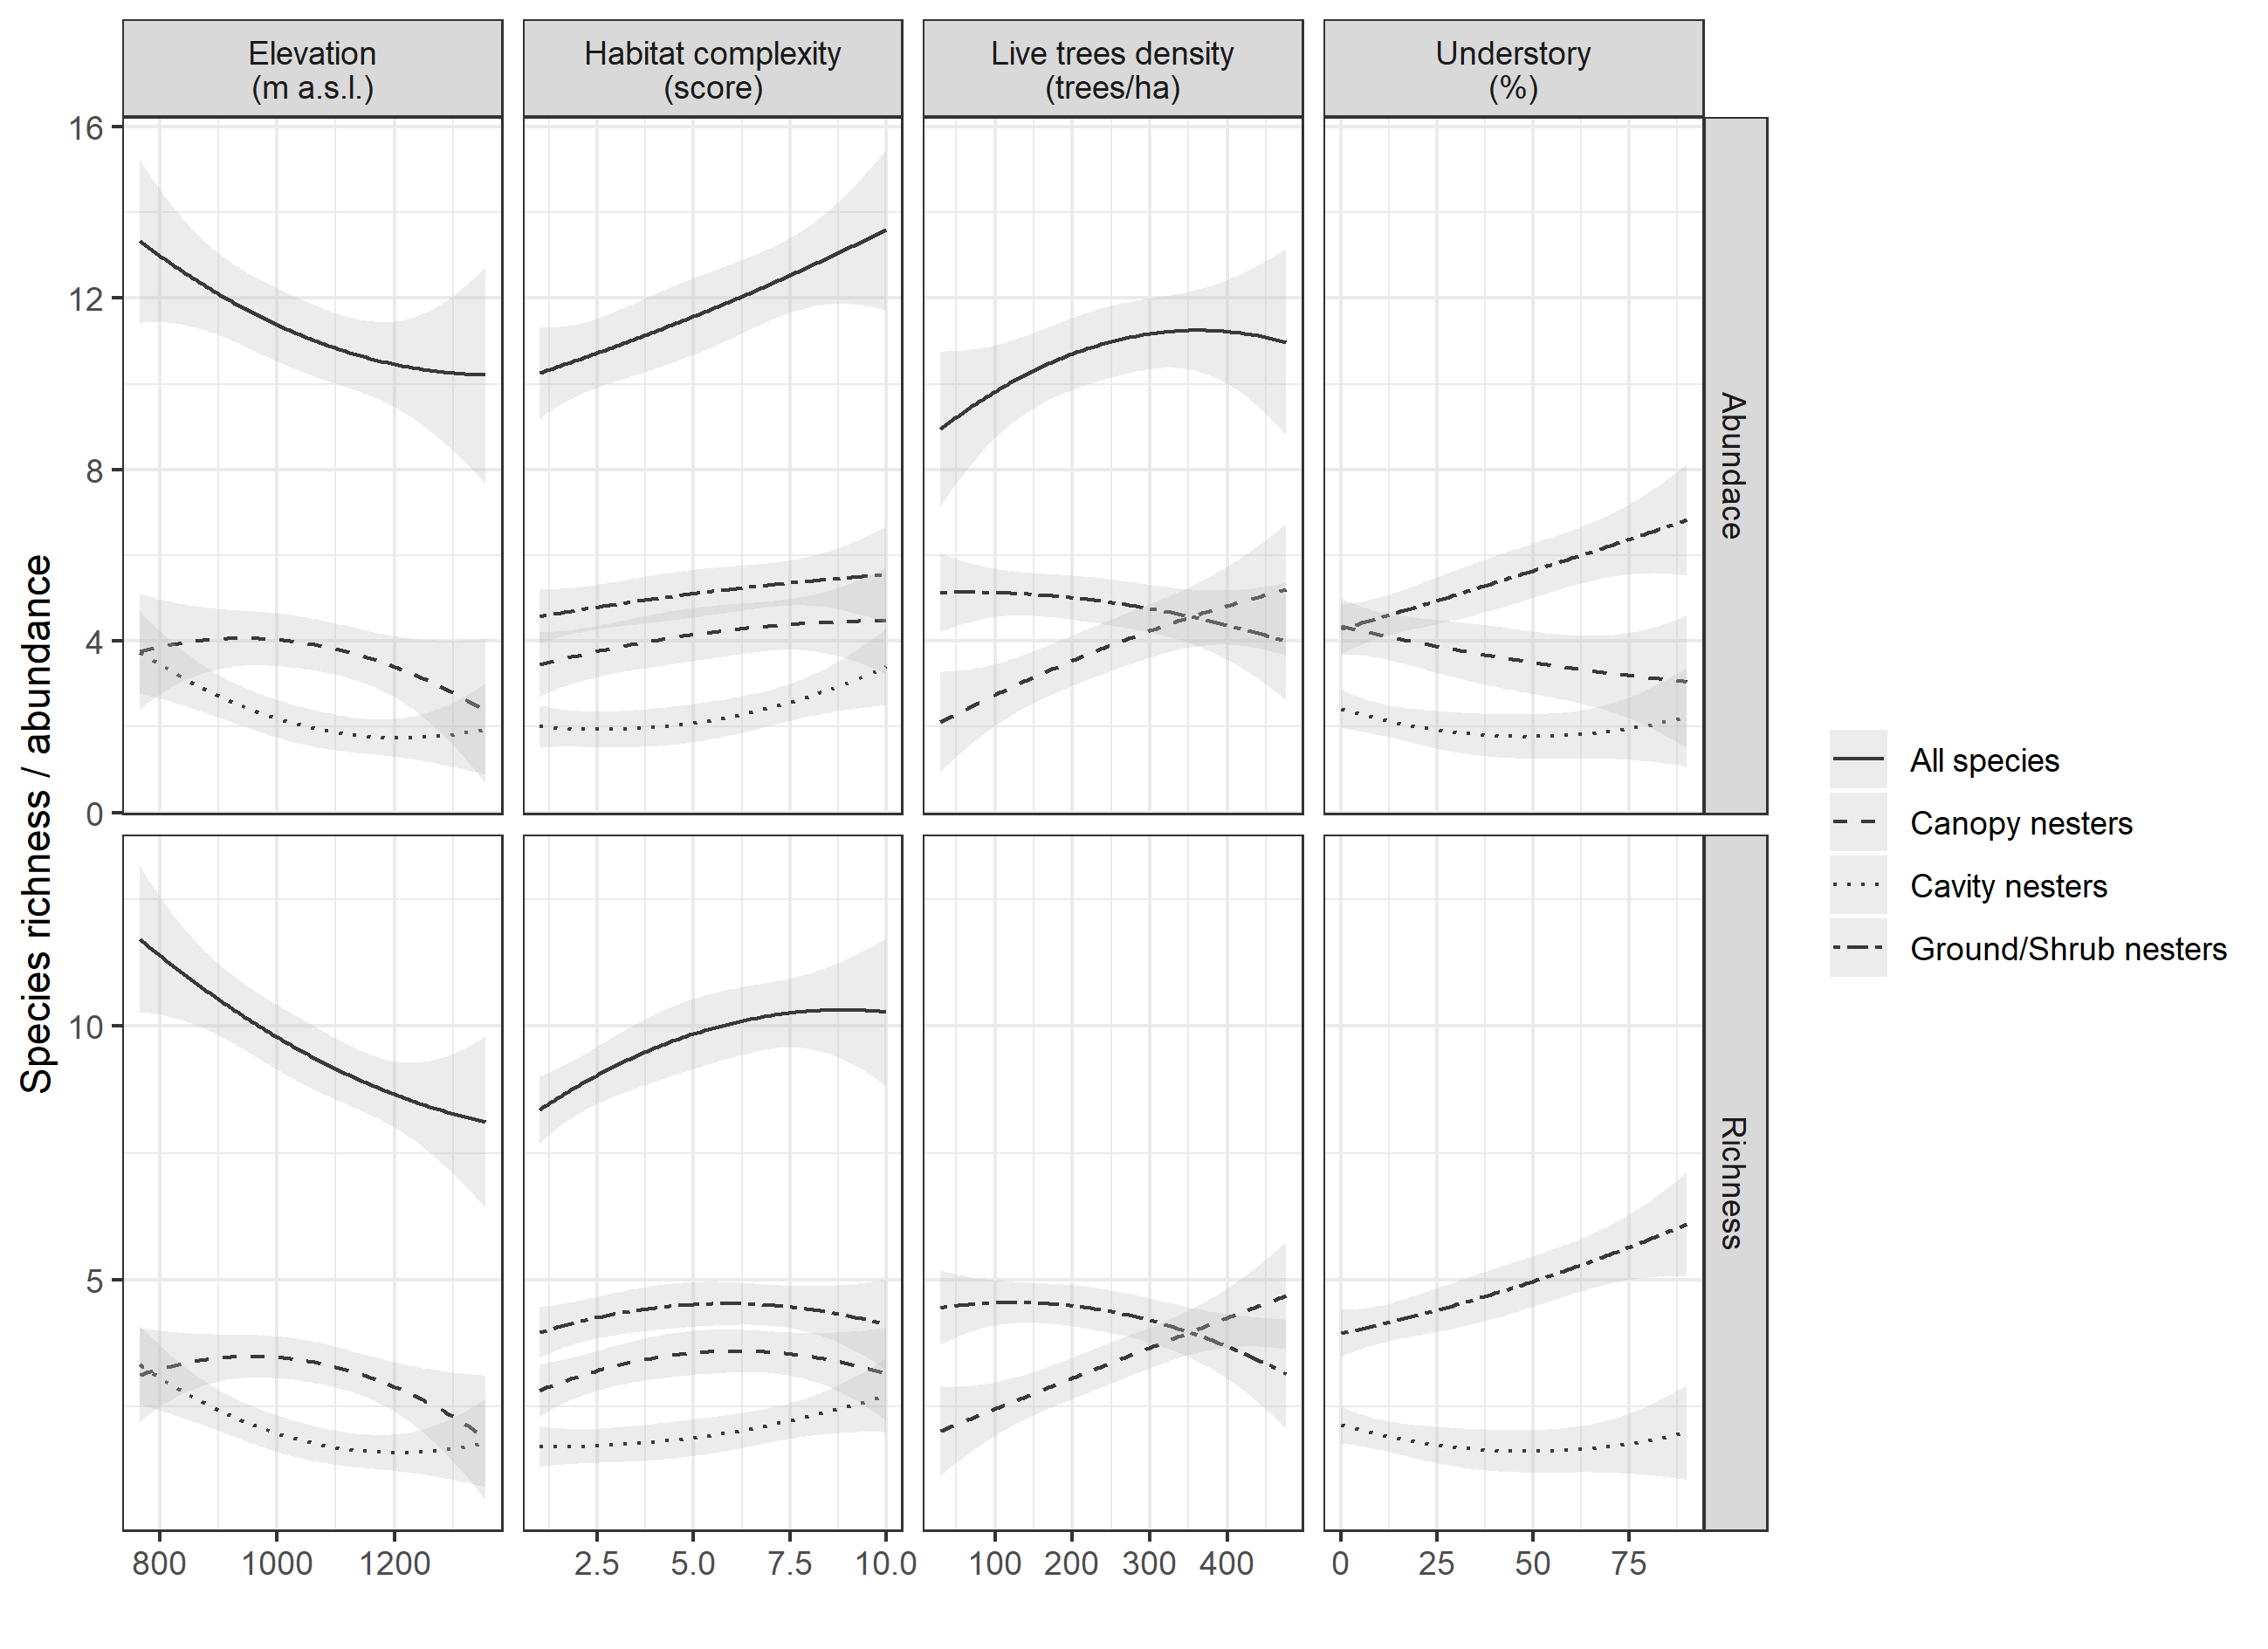 Elevation
(m a.s.l.)
Habitat complexity
(score)
Live trees density
(trees/ha)
Understory
(%)
16
12
8
4
0
Abundace
Species richness / abundance
All species
Canopy nesters
Cavity nesters
Ground/Shrub nesters
10
5
Richness
800 1000 1200
2.5 5.0 7.5 10.0
100 200 300 400
0 25 50 75